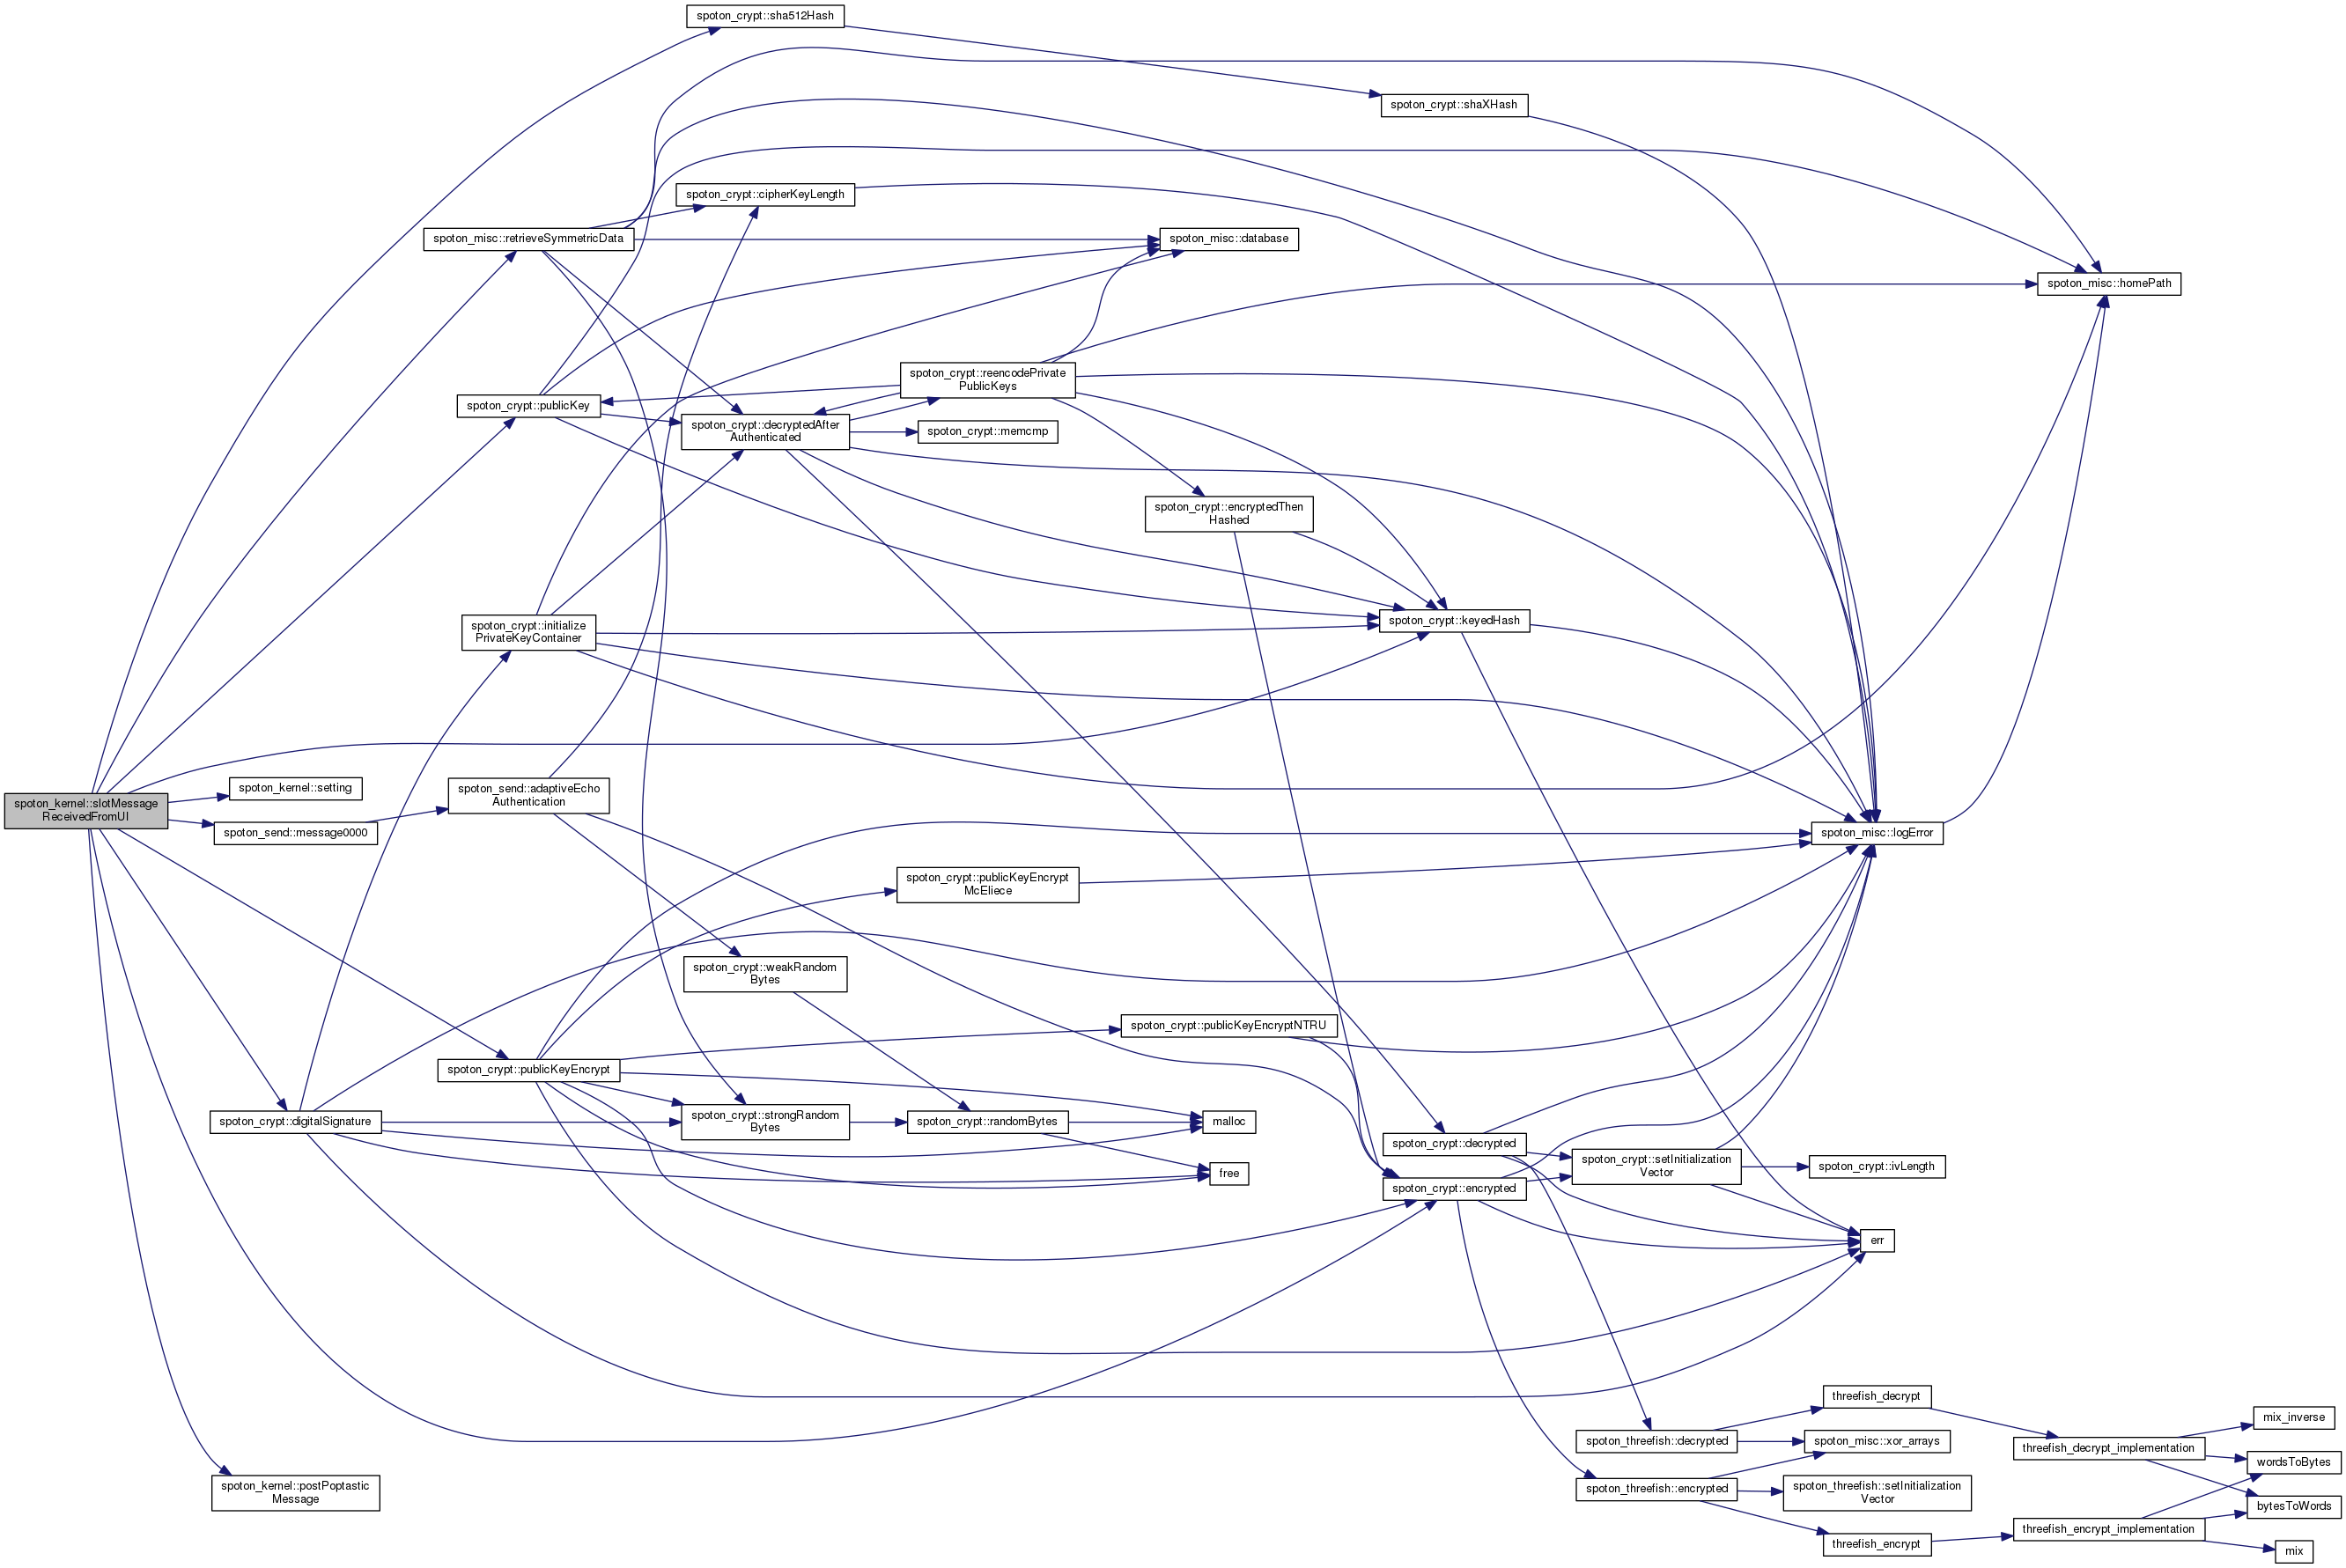 spoton_crypt::sha512Hash
spoton_crypt::shaXHash
spoton_crypt::cipherKeyLength
spoton_misc::retrieveSymmetricData
spoton_misc::database
spoton_misc::homePath
spoton_crypt::reencodePrivate
PublicKeys
spoton_crypt::publicKey
spoton_crypt::decryptedAfter
Authenticated
spoton_crypt::memcmp
spoton_crypt::encryptedThen
Hashed
spoton_crypt::initialize
PrivateKeyContainer
spoton_crypt::keyedHash
spoton_kernel::slotMessage
ReceivedFromUI
spoton_kernel::setting
spoton_send::adaptiveEcho
Authentication
spoton_send::message0000
spoton_misc::logError
spoton_crypt::publicKeyEncrypt
McEliece
spoton_crypt::weakRandom
Bytes
spoton_crypt::publicKeyEncryptNTRU
spoton_crypt::publicKeyEncrypt
spoton_crypt::digitalSignature
spoton_crypt::strongRandom
Bytes
spoton_crypt::randomBytes
malloc
free
spoton_crypt::decrypted
spoton_crypt::setInitialization
Vector
spoton_crypt::ivLength
spoton_crypt::encrypted
err
threefish_decrypt
mix_inverse
spoton_threefish::decrypted
spoton_misc::xor_arrays
threefish_decrypt_implementation
wordsToBytes
spoton_kernel::postPoptastic
Message
spoton_threefish::encrypted
spoton_threefish::setInitialization
Vector
bytesToWords
threefish_encrypt_implementation
threefish_encrypt
mix